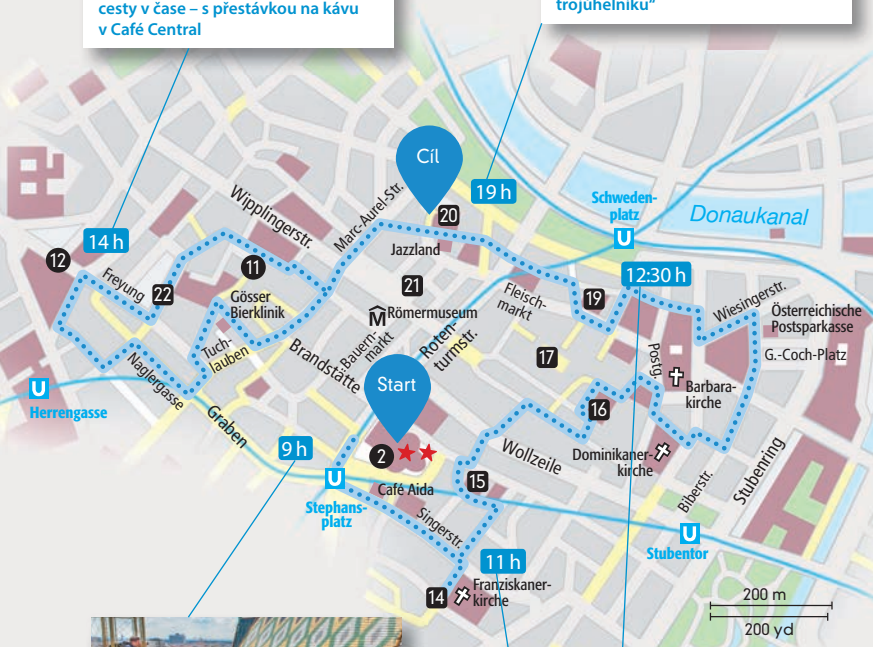 cesty v čase – s přestávkou na kávu
v Café Central
trojúhelníku“
Cíl
19 h
20
Schweden-
platz
U
Donaukanal
Wipplingerstr.
Marc-Aurel-Str.
Jazzland
14 h
12
11
Freyung
22
Gösser
Bierklinik
21
Römermuseum
Fleisch-
markt
19
12:30 h
Wiesingerstr.
Österreichische
Postsparkasse
G.-Coch-Platz
Tuch-
lauben
Brandstätte
Bauern-
markt
Roten-
turmstr.
17
Postg.
Barbara-
kirche
Naglergasse
U
Herrengasse
Graben
Start
16
9 h
2
Café Aida
Wollzeile
Dominikaner-
kirche
15
U
Stephans-
platz
Singerstr.
Biberstr.
Stubenring
U
Stubentor
11 h
14
Franziskaner-
kirche
200 m
200 yd